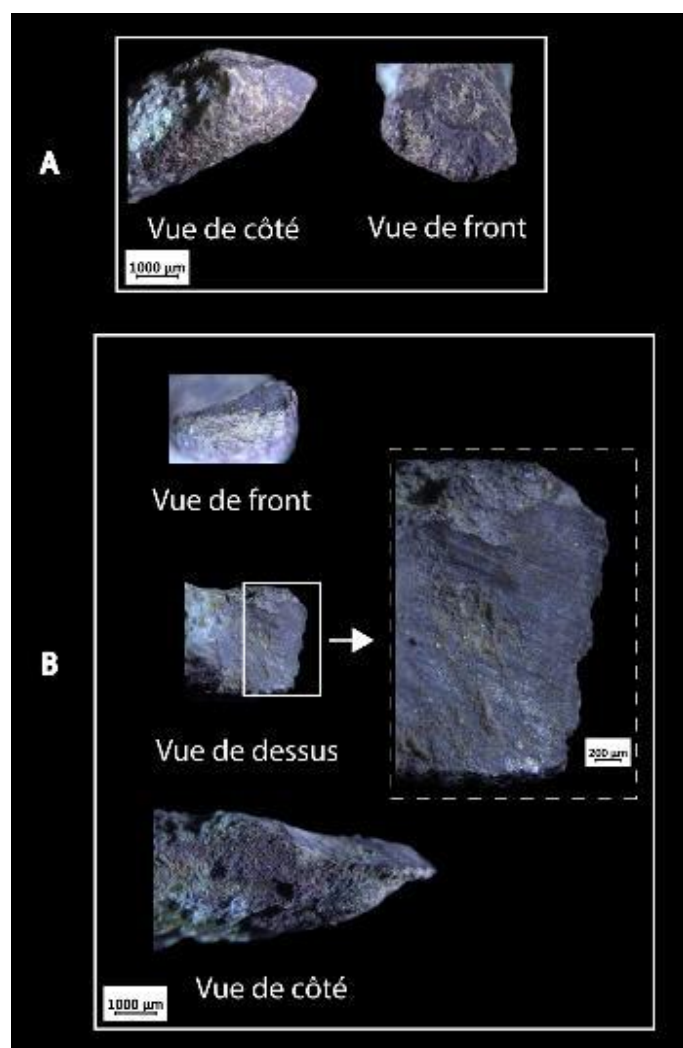 A
Vue de côté
Vue de front
1000 µm
B
Vue de front
Vue de dessus
200 µm
Vue de côté
1000 µm